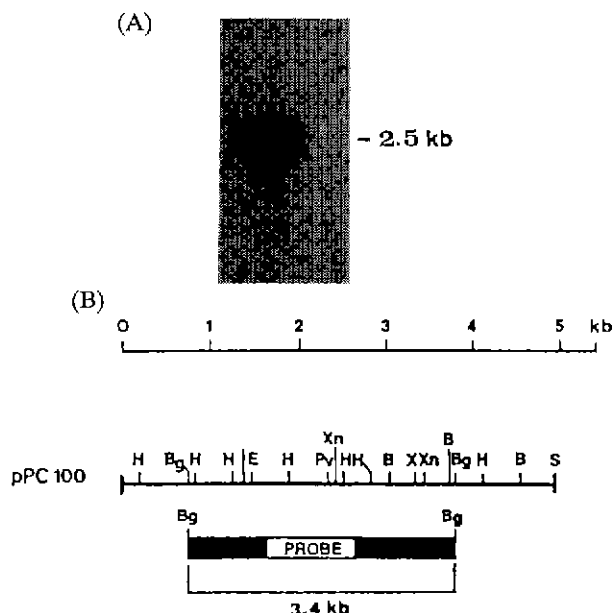 (A)
- 2.5 kb
(B)
0 1 2 3 4 5 kb
Xn B
H Bg H H E H Pv H H B X Xn Bg H B S
pPC 100
Bg Bg
PROBE
3.4 kb